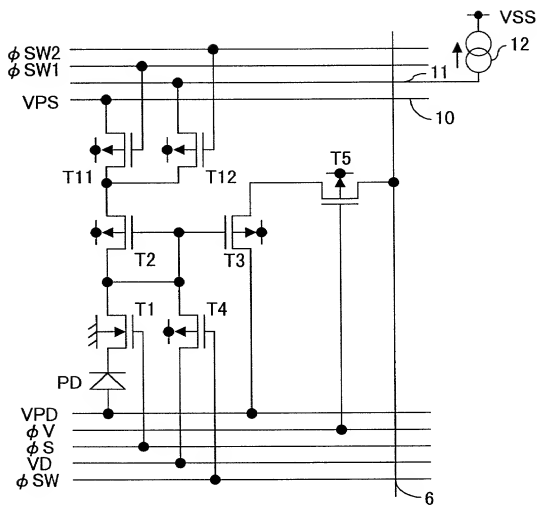 VSS
12
φSW2
φSW1
11
VPS
10
T11
T12
T5
T2
T3
T1
T4
PD
VPD
φV
φS
VD
φSW
6